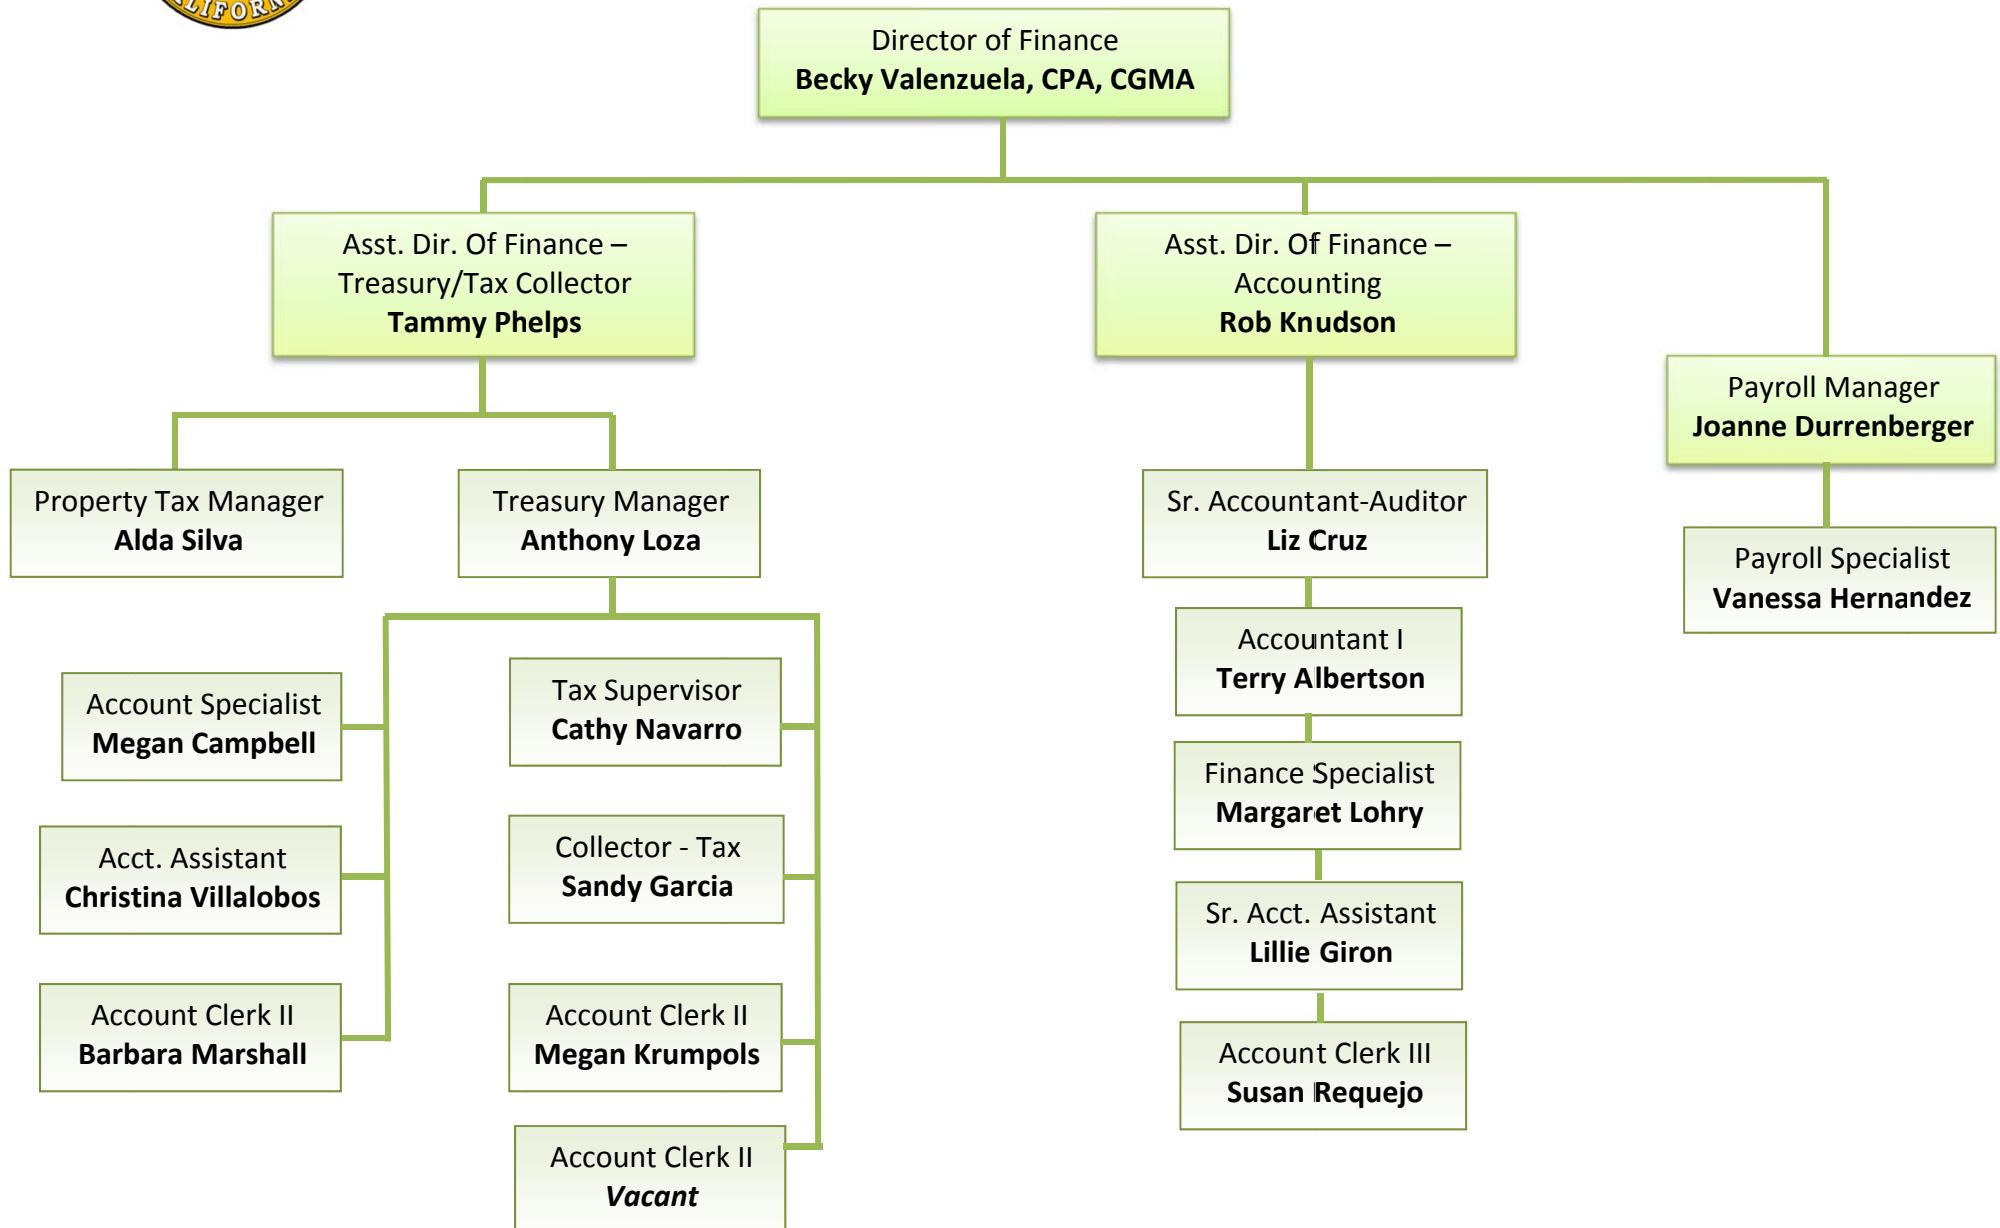 CALIFORNIA
Director of Finance
Becky Valenzuela, CPA, CGMA
Asst. Dir. Of Finance –
Treasury/Tax Collector
Tammy Phelps
Asst. Dir. Of Finance –
Accounting
Rob Knudson
Payroll Manager
Joanne Durrenberger
Property Tax Manager
Alda Silva
Treasury Manager
Anthony Loza
Sr. Accountant-Auditor
Liz Cruz
Payroll Specialist
Vanessa Hernandez
Account Specialist
Megan Campbell
Tax Supervisor
Cathy Navarro
Accountant I
Terry Albertson
Finance Specialist
Margaret Lohry
Acct. Assistant
Christina Villalobos
Collector - Tax
Sandy Garcia
Sr. Acct. Assistant
Lillie Giron
Account Clerk II
Barbara Marshall
Account Clerk II
Megan Krumpols
Account Clerk III
Susan Requejo
Account Clerk II
Vacant